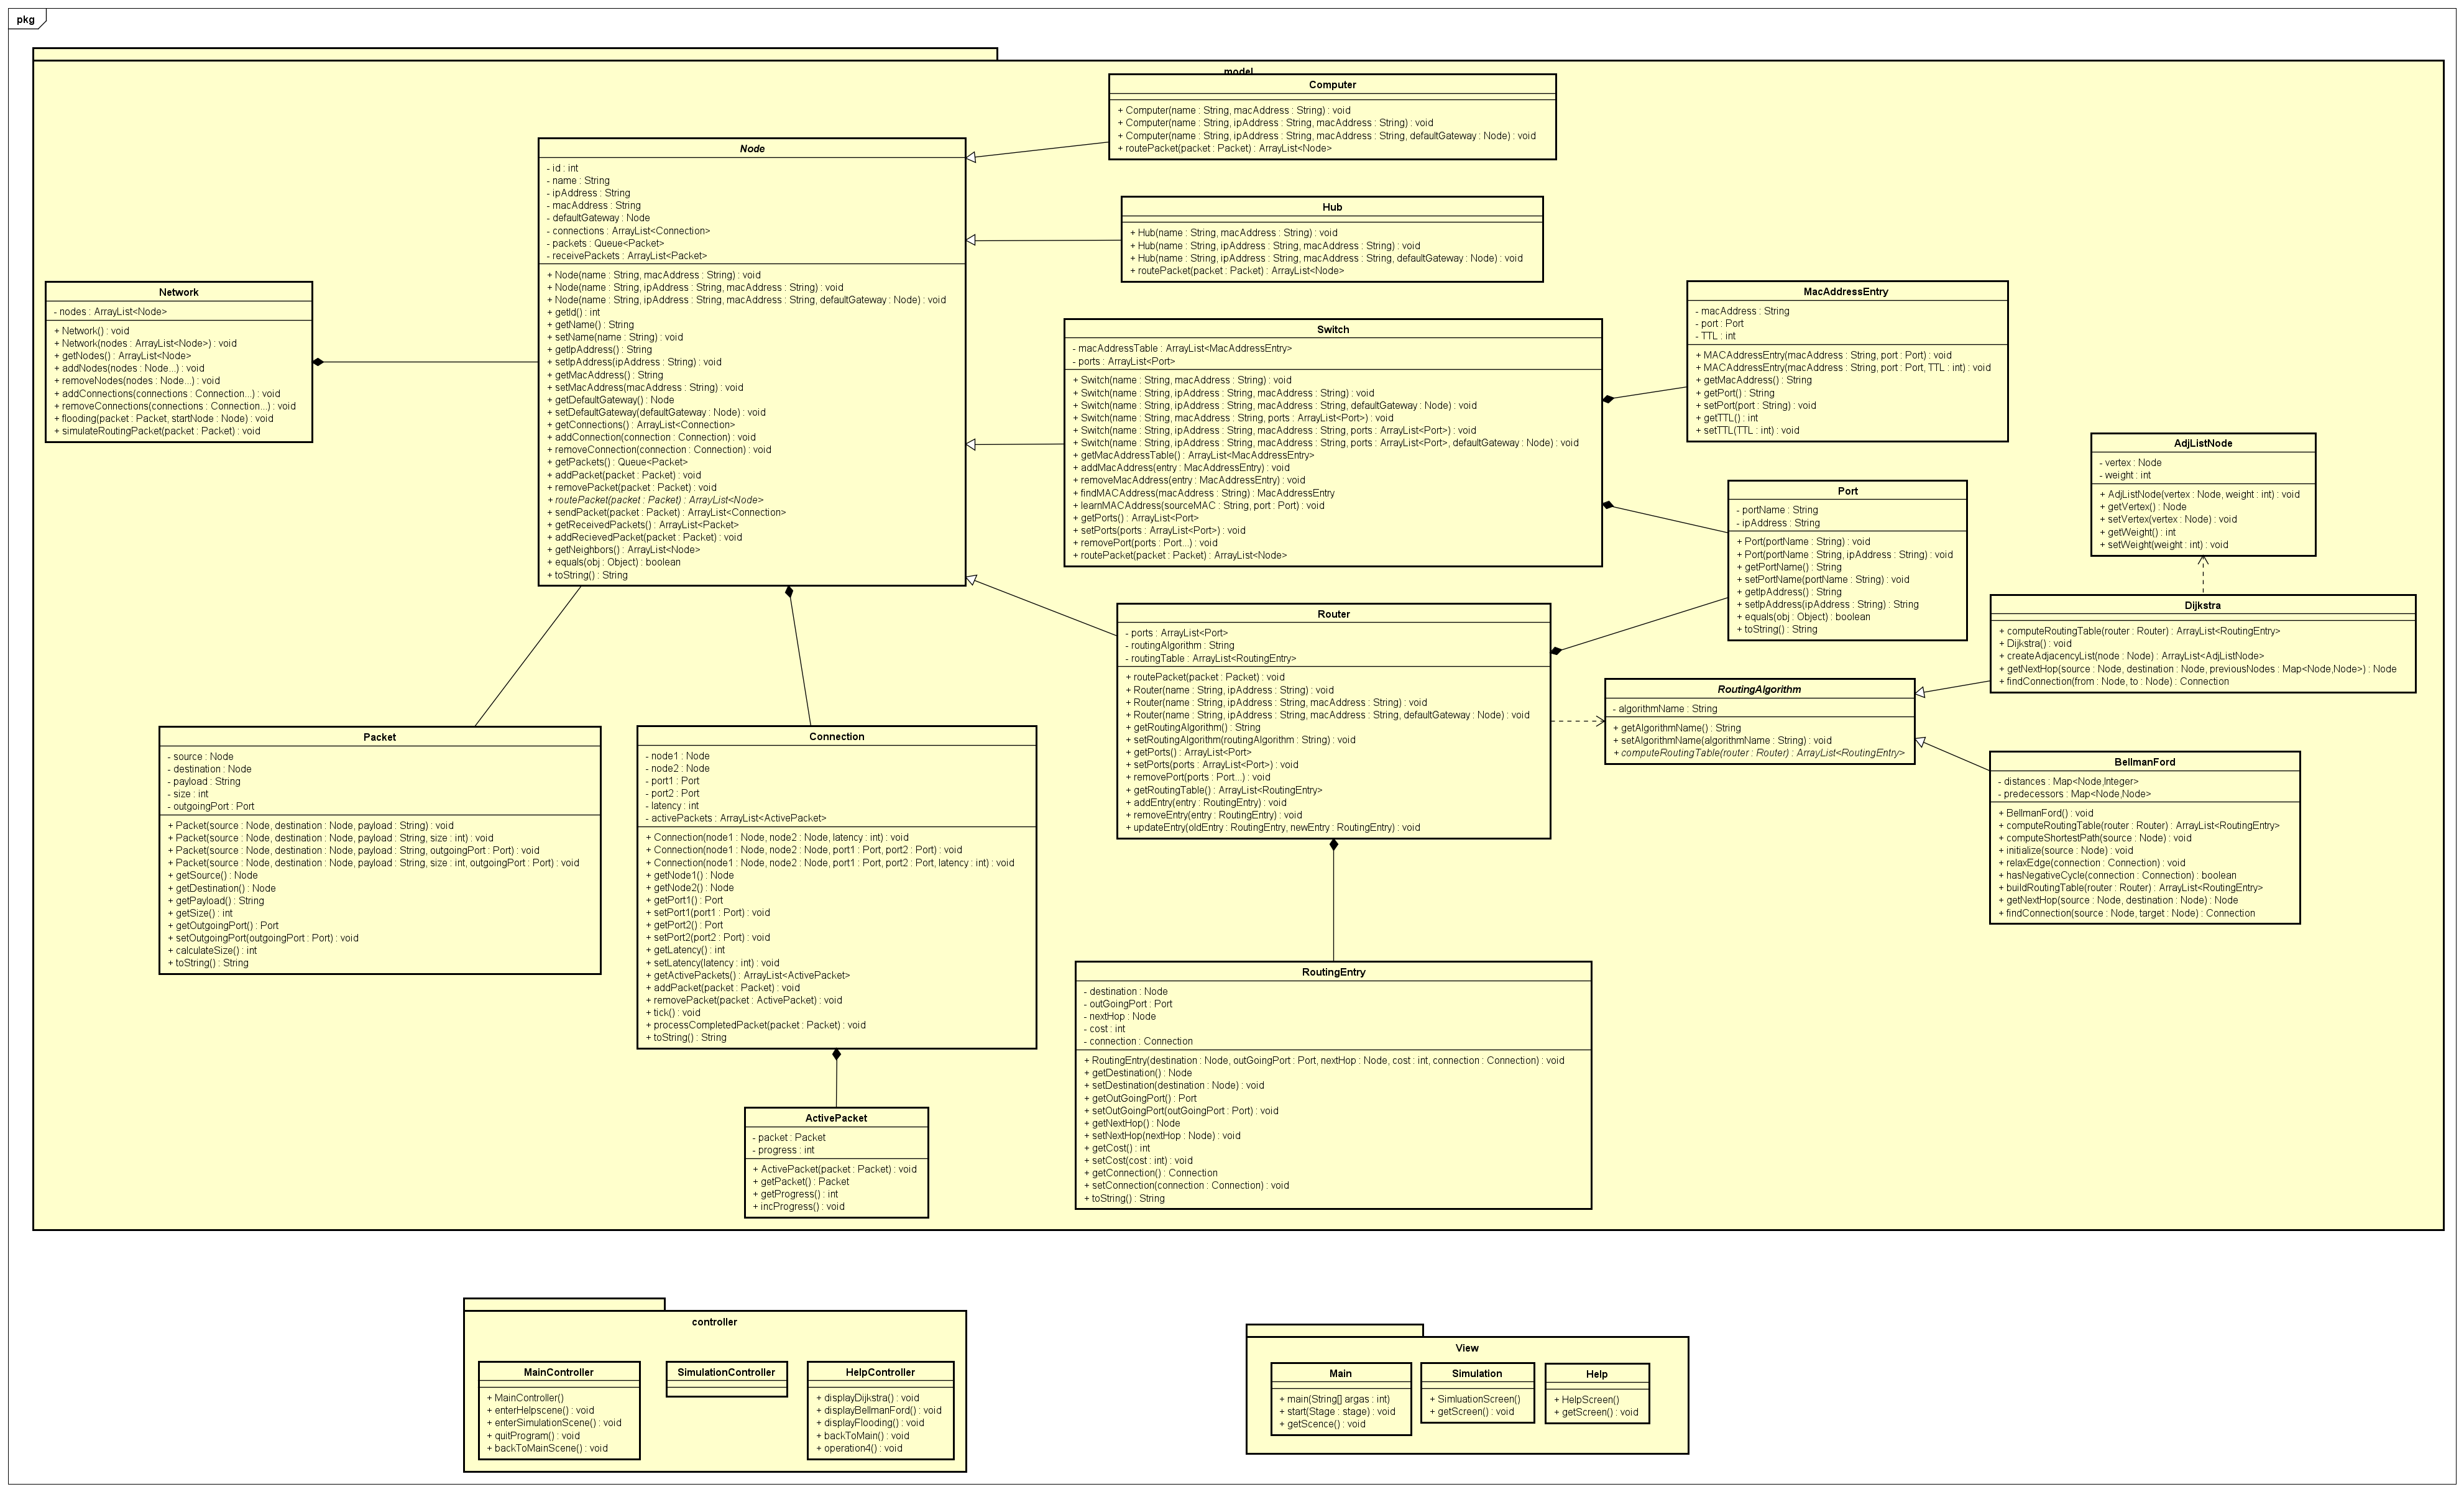 pkg
model
Computer
+ Computer(name : String, macAddress : String) : void
+ Computer(name : String, ipAddress : String, macAddress : String) : void
+ Computer(name : String, ipAddress : String, macAddress : String, defaultGateway : Node) : void
+ routePacket(packet : Packet) : ArrayList<Node>
Node
- id : int
- name : String
- ipAddress : String
- macAddress : String
- defaultGateway : Node
- connections : ArrayList<Connection>
- packets : Queue<Packet>
- receivePackets : ArrayList<Packet>
+ Node(name : String, macAddress : String) : void
+ Node(name : String, ipAddress : String, macAddress : String) : void
+ Node(name : String, ipAddress : String, macAddress : String, defaultGateway : Node) : void
+ getId() : int
+ getName() : String
+ setName(name : String) : void
+ getIpAddress() : String
+ setIpAddress(ipAddress : String) : void
+ getMacAddress() : String
+ setMacAddress(macAddress : String) : void
+ getDefaultGateway() : Node
+ setDefaultGateway(defaultGateway : Node) : void
+ getConnections() : ArrayList<Connection>
+ addConnection(connection : Connection) : void
+ removeConnection(connection : Connection) : void
+ getPackets() : Queue<Packet>
+ addPacket(packet : Packet) : void
+ removePacket(packet : Packet) : void
+ routePacket(packet : Packet) : ArrayList<Node>
+ sendPacket(packet : Packet) : ArrayList<Connection>
+ getReceivedPackets() : ArrayList<Packet>
+ addRecievedPacket(packet : Packet) : void
+ getNeighbors() : ArrayList<Node>
+ equals(obj : Object) : boolean
+ toString() : String
Hub
+ Hub(name : String, macAddress : String) : void
+ Hub(name : String, ipAddress : String, macAddress : String) : void
+ Hub(name : String, ipAddress : String, macAddress : String, defaultGateway : Node) : void
+ routePacket(packet : Packet) : ArrayList<Node>
Network
- nodes : ArrayList<Node>
+ Network() : void
+ Network(nodes : ArrayList<Node>) : void
+ getNodes() : ArrayList<Node>
+ addNodes(nodes : Node...) : void
+ removeNodes(nodes : Node...) : void
+ addConnections(connections : Connection...) : void
+ removeConnections(connections : Connection...) : void
+ flooding(packet : Packet, startNode : Node) : void
+ simulateRoutingPacket(packet : Packet) : void
Switch
- macAddressTable : ArrayList<MacAddressEntry>
- ports : ArrayList<Port>
+ Switch(name : String, macAddress : String) : void
+ Switch(name : String, ipAddress : String, macAddress : String) : void
+ Switch(name : String, ipAddress : String, macAddress : String, defaultGateway : Node) : void
+ Switch(name : String, macAddress : String, ports : ArrayList<Port>) : void
+ Switch(name : String, ipAddress : String, macAddress : String, ports : ArrayList<Port>) : void
+ Switch(name : String, ipAddress : String, macAddress : String, ports : ArrayList<Port>, defaultGateway : Node) : void
+ getMacAddressTable() : ArrayList<MacAddressEntry>
+ addMacAddress(entry : MacAddressEntry) : void
+ removeMacAddress(entry : MacAddressEntry) : void
+ findMACAddress(macAddress : String) : MacAddressEntry
+ learnMACAddress(sourceMAC : String, port : Port) : void
+ getPorts() : ArrayList<Port>
+ setPorts(ports : ArrayList<Port>) : void
+ removePort(ports : Port...) : void
+ routePacket(packet : Packet) : ArrayList<Node>
MacAddressEntry
- macAddress : String
- port : Port
- TTL : int
+ MACAddressEntry(macAddress : String, port : Port) : void
+ MACAddressEntry(macAddress : String, port : Port, TTL : int) : void
+ getMacAddress() : String
+ getPort() : String
+ setPort(port : String) : void
+ getTTL() : int
+ setTTL(TTL : int) : void
Port
- portName : String
- ipAddress : String
+ Port(portName : String) : void
+ Port(portName : String, ipAddress : String) : void
+ getPortName() : String
+ setPortName(portName : String) : void
+ getIpAddress() : String
+ setIpAddress(ipAddress : String) : String
+ equals(obj : Object) : boolean
+ toString() : String
AdjListNode
- vertex : Node
- weight : int
+ AdjListNode(vertex : Node, weight : int) : void
+ getVertex() : Node
+ setVertex(vertex : Node) : void
+ getWeight() : int
+ setWeight(weight : int) : void
Dijkstra
+ computeRoutingTable(router : Router) : ArrayList<RoutingEntry>
+ Dijkstra() : void
+ createAdjacencyList(node : Node) : ArrayList<AdjListNode>
+ getNextHop(source : Node, destination : Node, previousNodes : Map<Node,Node>) : Node
+ findConnection(from : Node, to : Node) : Connection
Router
- ports : ArrayList<Port>
- routingAlgorithm : String
- routingTable : ArrayList<RoutingEntry>
+ routePacket(packet : Packet) : void
+ Router(name : String, ipAddress : String) : void
+ Router(name : String, ipAddress : String, macAddress : String) : void
+ Router(name : String, ipAddress : String, macAddress : String, defaultGateway : Node) : void
+ getRoutingAlgorithm() : String
+ setRoutingAlgorithm(routingAlgorithm : String) : void
+ getPorts() : ArrayList<Port>
+ setPorts(ports : ArrayList<Port>) : void
+ removePort(ports : Port...) : void
+ getRoutingTable() : ArrayList<RoutingEntry>
+ addEntry(entry : RoutingEntry) : void
+ removeEntry(entry : RoutingEntry) : void
+ updateEntry(oldEntry : RoutingEntry, newEntry : RoutingEntry) : void
RoutingAlgorithm
- algorithmName : String
+ getAlgorithmName() : String
+ setAlgorithmName(algorithmName : String) : void
+ computeRoutingTable(router : Router) : ArrayList<RoutingEntry>
BellmanFord
- distances : Map<Node,Integer>
- predecessors : Map<Node,Node>
+ BellmanFord() : void
+ computeRoutingTable(router : Router) : ArrayList<RoutingEntry>
+ computeShortestPath(source : Node) : void
+ initialize(source : Node) : void
+ relaxEdge(connection : Connection) : void
+ hasNegativeCycle(connection : Connection) : boolean
+ buildRoutingTable(router : Router) : ArrayList<RoutingEntry>
+ getNextHop(source : Node, destination : Node) : Node
+ findConnection(source : Node, target : Node) : Connection
Packet
- source : Node
- destination : Node
- payload : String
- size : int
- outgoingPort : Port
+ Packet(source : Node, destination : Node, payload : String) : void
+ Packet(source : Node, destination : Node, payload : String, size : int) : void
+ Packet(source : Node, destination : Node, payload : String, outgoingPort : Port) : void
+ Packet(source : Node, destination : Node, payload : String, size : int, outgoingPort : Port) : void
+ getSource() : Node
+ getDestination() : Node
+ getPayload() : String
+ getSize() : int
+ getOutgoingPort() : Port
+ setOutgoingPort(outgoingPort : Port) : void
+ calculateSize() : int
+ toString() : String
Connection
- node1 : Node
- node2 : Node
- port1 : Port
- port2 : Port
- latency : int
- activePackets : ArrayList<ActivePacket>
+ Connection(node1 : Node, node2 : Node, latency : int) : void
+ Connection(node1 : Node, node2 : Node, port1 : Port, port2 : Port) : void
+ Connection(node1 : Node, node2 : Node, port1 : Port, port2 : Port, latency : int) : void
+ getNode1() : Node
+ getNode2() : Node
+ getPort1() : Port
+ setPort1(port1 : Port) : void
+ getPort2() : Port
+ setPort2(port2 : Port) : void
+ getLatency() : int
+ setLatency(latency : int) : void
+ getActivePackets() : ArrayList<ActivePacket>
+ addPacket(packet : Packet) : void
+ removePacket(packet : ActivePacket) : void
+ tick() : void
+ processCompletedPacket(packet : Packet) : void
+ toString() : String
RoutingEntry
- destination : Node
- outGoingPort : Port
- nextHop : Node
- cost : int
- connection : Connection
+ RoutingEntry(destination : Node, outGoingPort : Port, nextHop : Node, cost : int, connection : Connection) : void
+ getDestination() : Node
+ setDestination(destination : Node) : void
+ getOutGoingPort() : Port
+ setOutGoingPort(outGoingPort : Port) : void
+ getNextHop() : Node
+ setNextHop(nextHop : Node) : void
+ getCost() : int
+ setCost(cost : int) : void
+ getConnection() : Connection
+ setConnection(connection : Connection) : void
+ toString() : String
ActivePacket
- packet : Packet
- progress : int
+ ActivePacket(packet : Packet) : void
+ getPacket() : Packet
+ getProgress() : int
+ incProgress() : void
controller
MainController
+ MainController()
+ enterHelpscene() : void
+ enterSimulationScene() : void
+ quitProgram() : void
+ backToMainScene() : void
SimulationController
HelpController
+ displayDijkstra() : void
+ displayBellmanFord() : void
+ displayFlooding() : void
+ backToMain() : void
+ operation4() : void
View
Main
+ main(String[] argas : int)
+ start(Stage : stage) : void
+ getScence() : void
Simulation
+ SimluationScreen()
+ getScreen() : void
Help
+ HelpScreen()
+ getScreen() : void